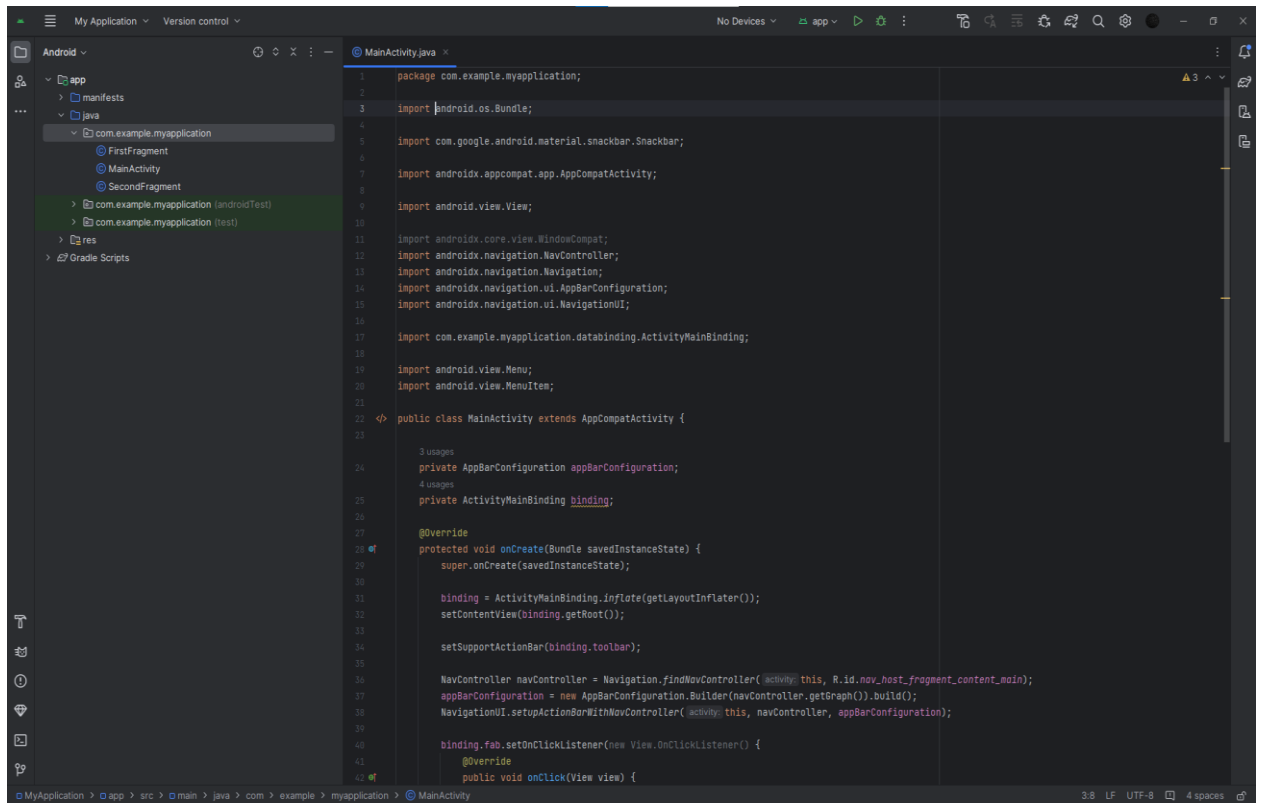 My Application Version control No Devices app
Android
app
manifests
java
com.example.myapplication
FirstFragment
MainActivity
SecondFragment
com.example.myapplication (androidTest)
com.example.myapplication (test)
res
Gradle Scripts
MainActivity.java
3
1 package com.example.myapplication;
2
3 import android.os.Bundle;
4
5 import com.google.android.material.snackbar.Snackbar;
6
7 import androidx.appcompat.app.AppCompatActivity;
8
9 import android.view.View;
10
11 import androidx.core.view.WindowCompat;
12 import androidx.navigation.NavController;
13 import androidx.navigation.Navigation;
14 import androidx.navigation.ui.AppBarConfiguration;
15 import androidx.navigation.ui.NavigationUI;
16
17 import com.example.myapplication.databinding.ActivityMainBinding;
18
19 import android.view.Menu;
20 import android.view.MenuItem;
21
22 </> public class MainActivity extends AppCompatActivity {
23
3 usages
24 private AppBarConfiguration appBarConfiguration;
4 usages
25 private ActivityMainBinding binding;
26
27 @Override
28 protected void onCreate(Bundle savedInstanceState) {
29 super.onCreate(savedInstanceState);
30
31 binding = ActivityMainBinding.inflate(getLayoutInflater());
32 setContentView(binding.getRoot());
33
34 setSupportActionBar(binding.toolbar);
35
36 NavController navController = Navigation.findNavController( activity: this, R.id.nav_host_fragment_content_main);
37 appBarConfiguration = new AppBarConfiguration.Builder(navController.getGraph()).build();
38 NavigationUI.setupActionBarWithNavController( activity: this, navController, appBarConfiguration);
39
40 binding.fab.setOnClickListener(new View.OnClickListener() {
41 @Override
42 public void onClick(View view) {
MyApplication > app > src > main > java > com > example > myapplication > MainActivity 3:8 LF UTF-8 4 spaces